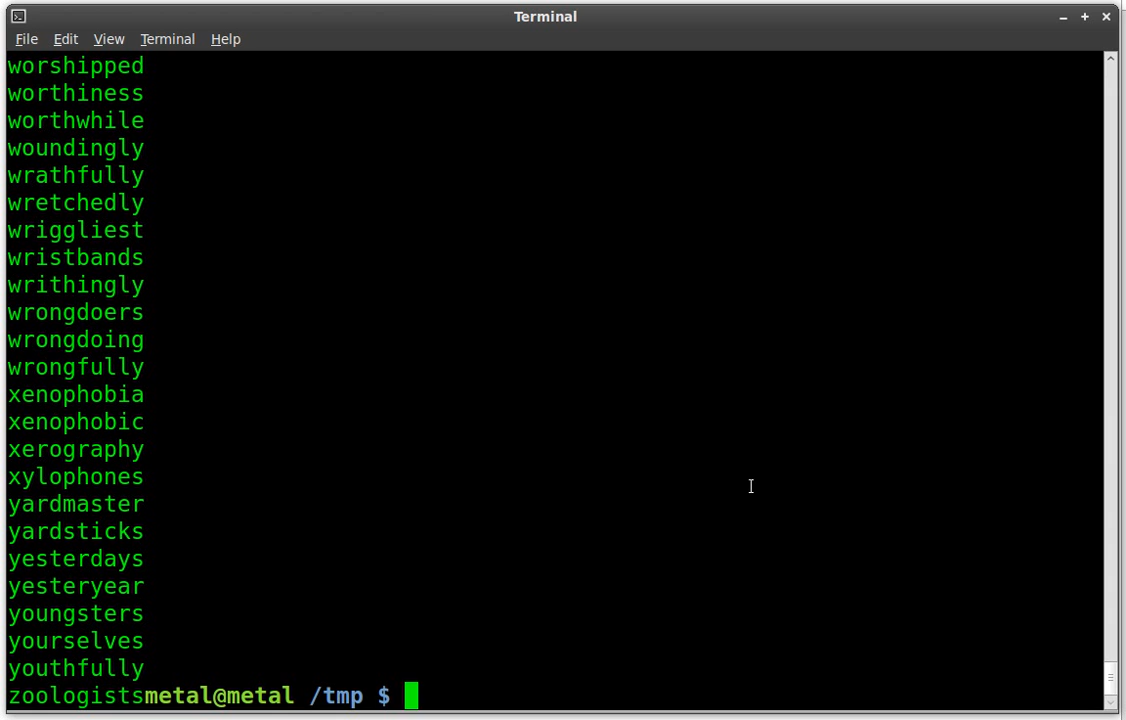 Terminal
File Edit View Terminal Help
worshipped
worthiness
worthwhile
woundingly
wrathfully
wretchedly
wriggliest
wristbands
writhingly
wrongdoers
wrongdoing
wrongfully
xenophobia
xenophobic
xerography
xylophones
yardmaster
yardsticks
yesterdays
yesteryear
youngsters
yourselves
youthfully
zoologistsmetal@metal /tmp $